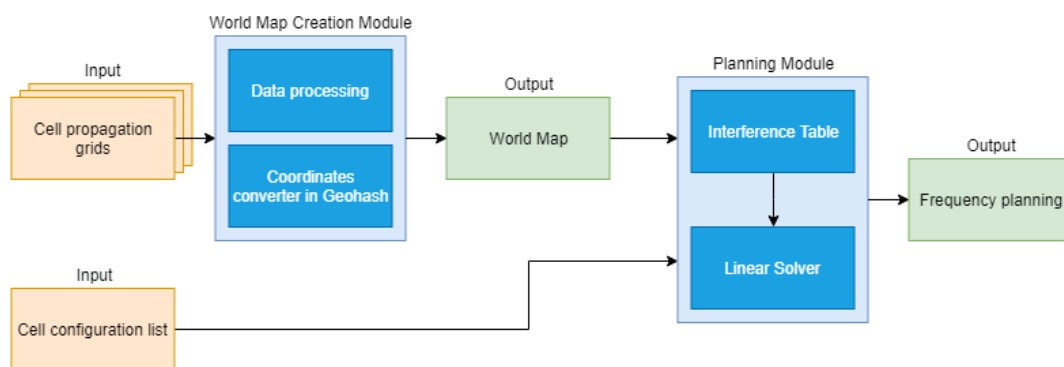 World Map Creation Module
Input
Cell propagation
grids
Data processing
Coordinates
converter in Geohash
Output
World Map
Planning Module
Interference Table
Linear Solver
Output
Frequency planning
Input
Cell configuration list